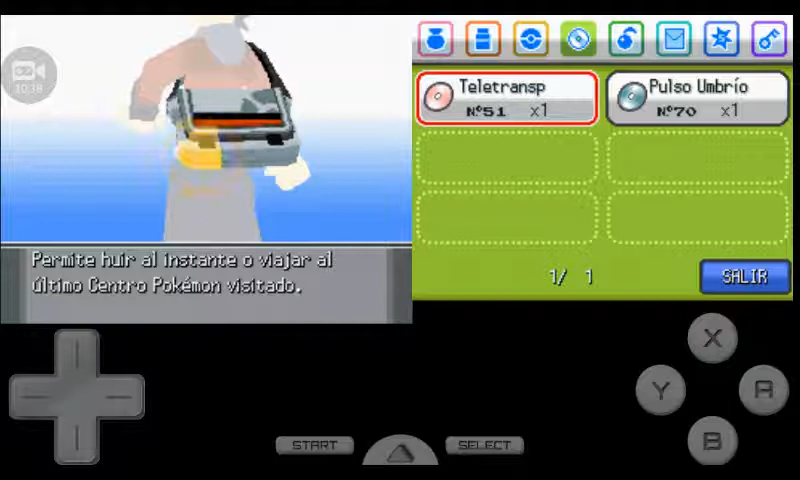 10:38
Teletransp
Nº51 x1
Pulso Umbrío
Nº70 x1
Permite huir al instante o viajar al
último Centro Pokémon visitado.
1/ 1
SALIR
X
Y
A
B
START
SELECT